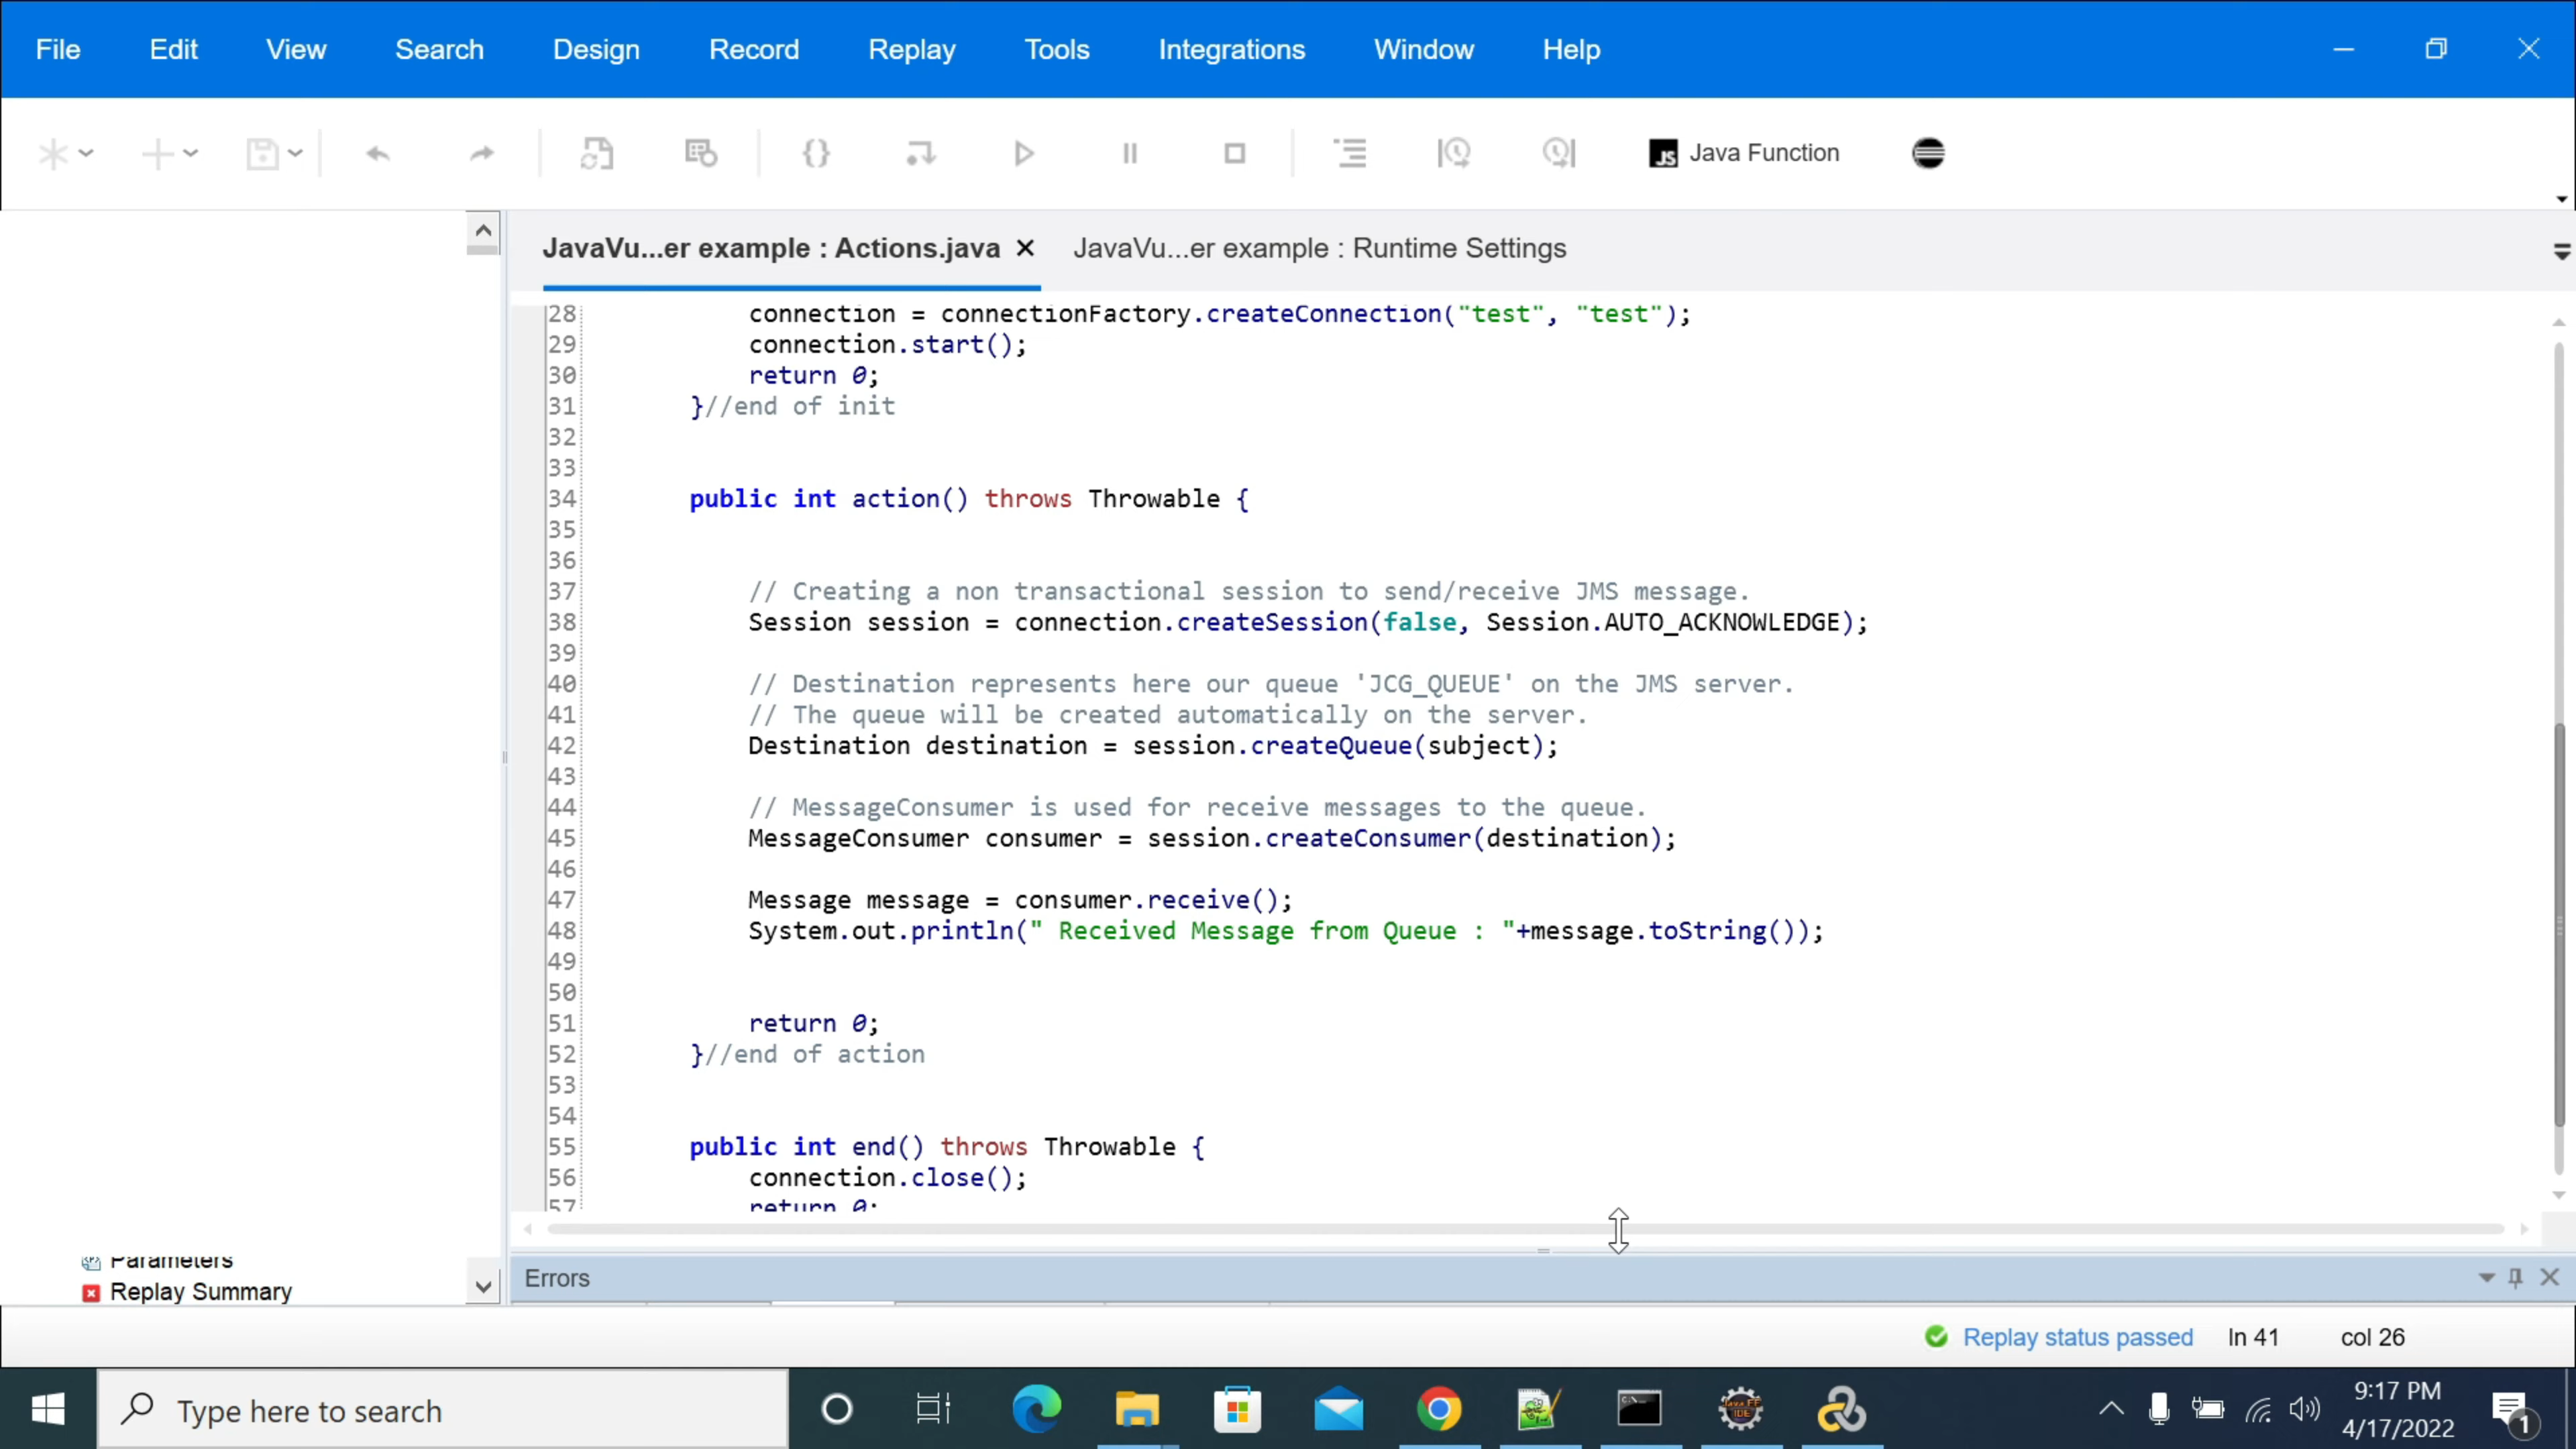 File Edit View Search Design Record Replay Tools Integrations Window Help
JS Java Function
JavaVu...er example : Actions.java JavaVu...er example : Runtime Settings
28 connection = connectionFactory.createConnection("test", "test");
29 connection.start();
30 return 0;
31 }//end of init
32
33
34 public int action() throws Throwable {
35
36
37 // Creating a non transactional session to send/receive JMS message.
38 Session session = connection.createSession(false, Session.AUTO_ACKNOWLEDGE);
39
40 // Destination represents here our queue 'JCG_QUEUE' on the JMS server.
41 // The queue will be created automatically on the server.
42 Destination destination = session.createQueue(subject);
43
44 // MessageConsumer is used for receive messages to the queue.
45 MessageConsumer consumer = session.createConsumer(destination);
46
47 Message message = consumer.receive();
48 System.out.println(" Received Message from Queue : "+message.toString());
49
50
51 return 0;
52 }//end of action
53
54
55 public int end() throws Throwable {
56 connection.close();
57 return 0;
Parameters
Replay Summary
Errors
Replay status passed ln 41 col 26
Type here to search
Java EE IDE
9:17 PM
4/17/2022
1